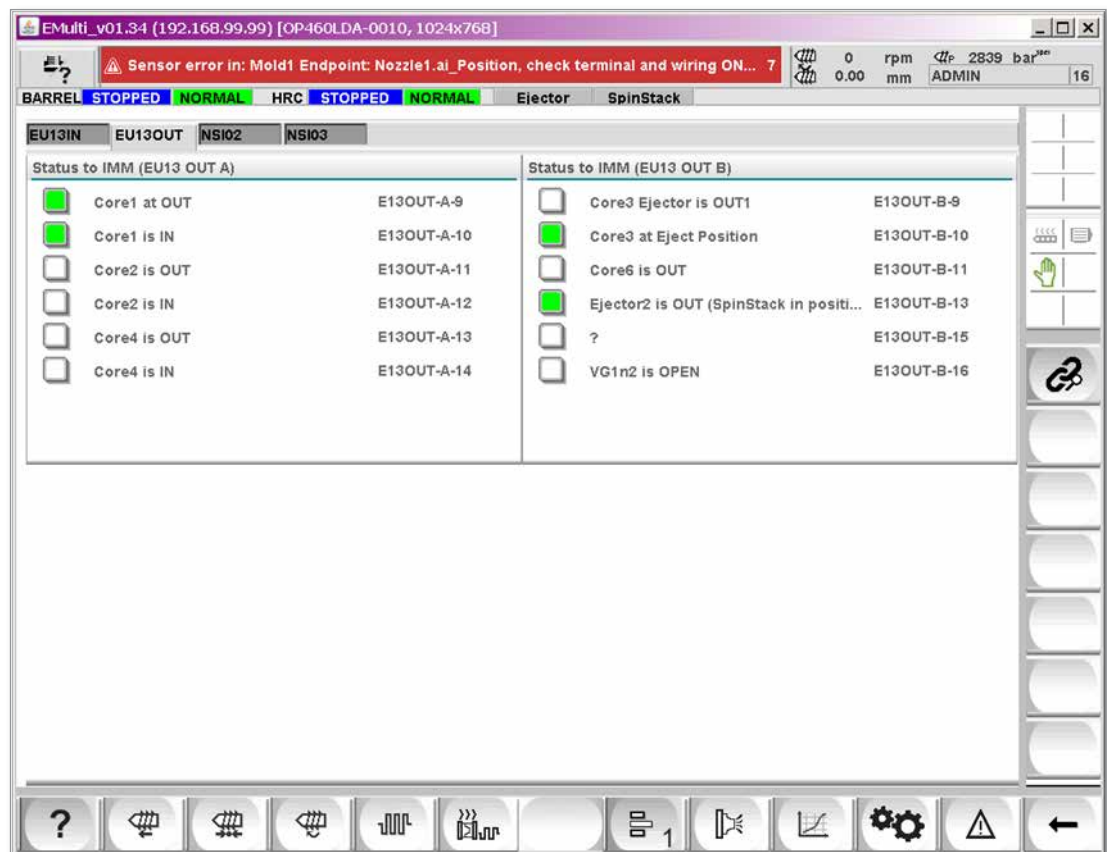 EMulti_v01.34 (192.168.99.99) [OP460LDA-0010, 1024x768]
?
Sensor error in: Mold1 Endpoint: Nozzle1.ai_Position, check terminal and wiring ON... 7
0 rpm 2839 bar
0.00 mm ADMIN 16
BARREL STOPPED NORMAL HRC STOPPED NORMAL Ejector SpinStack
EU13IN EU13OUT NSI02 NSI03
Status to IMM (EU13 OUT A)
Core1 at OUT E13OUT-A-9
Core1 is IN E13OUT-A-10
Core2 is OUT E13OUT-A-11
Core2 is IN E13OUT-A-12
Core4 is OUT E13OUT-A-13
Core4 is IN E13OUT-A-14
Status to IMM (EU13 OUT B)
Core3 Ejector is OUT1 E13OUT-B-9
Core3 at Eject Position E13OUT-B-10
Core6 is OUT E13OUT-B-11
Ejector2 is OUT (SpinStack in positi... E13OUT-B-13
? E13OUT-B-15
VG1n2 is OPEN E13OUT-B-16
? 1